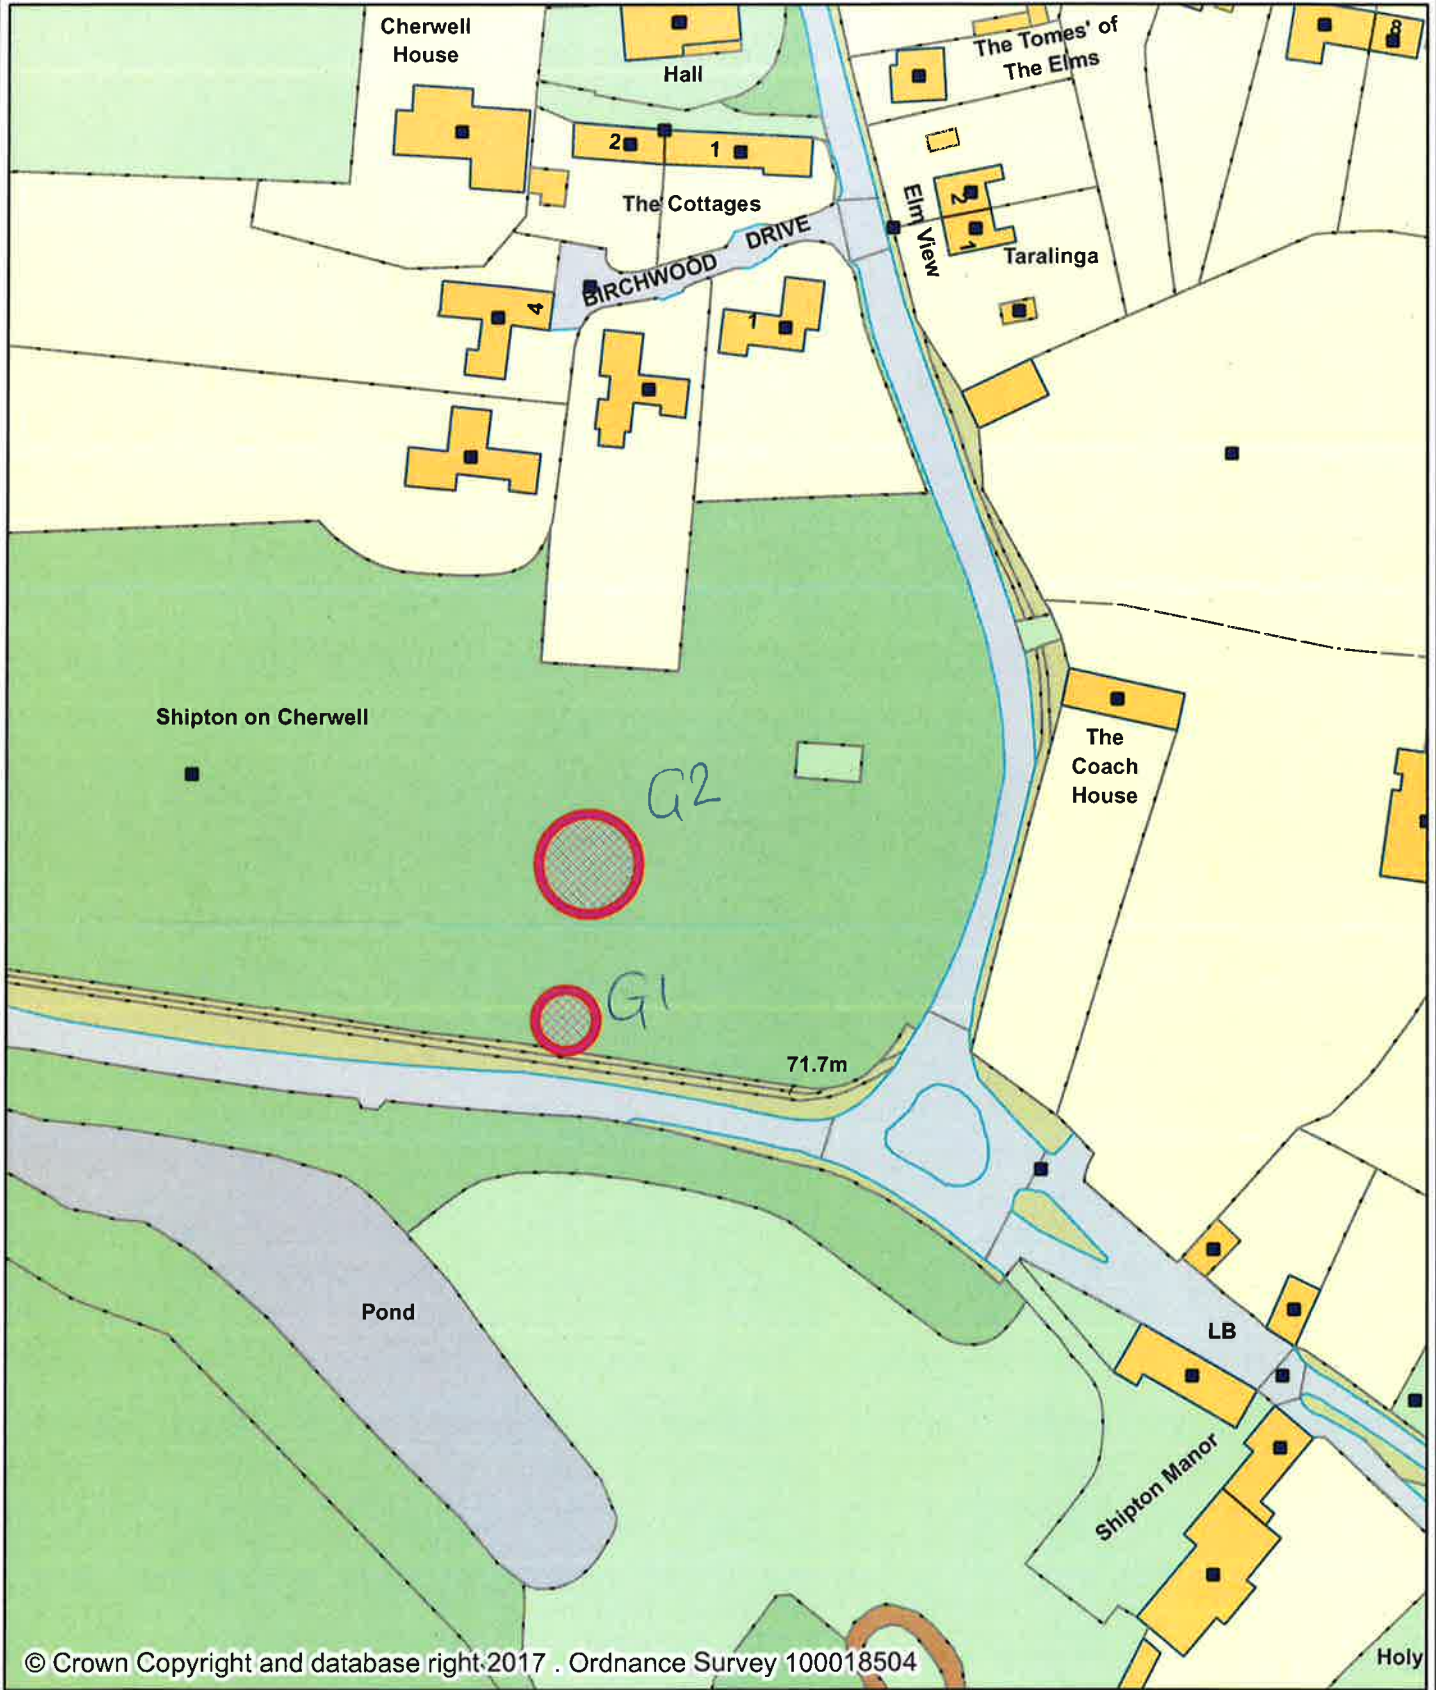 Cherwell
House
Hall
The Tomes' of
The Elms
8
2
1
The Cottages
BIRCHWOOD DRIVE
Elm View
2
1
Taralinga
4
1
Shipton on Cherwell
The
Coach
House
G2
G1
71.7m
Pond
LB
Shipton Manor
Holy
© Crown Copyright and database right 2017 . Ordnance Survey 100018504